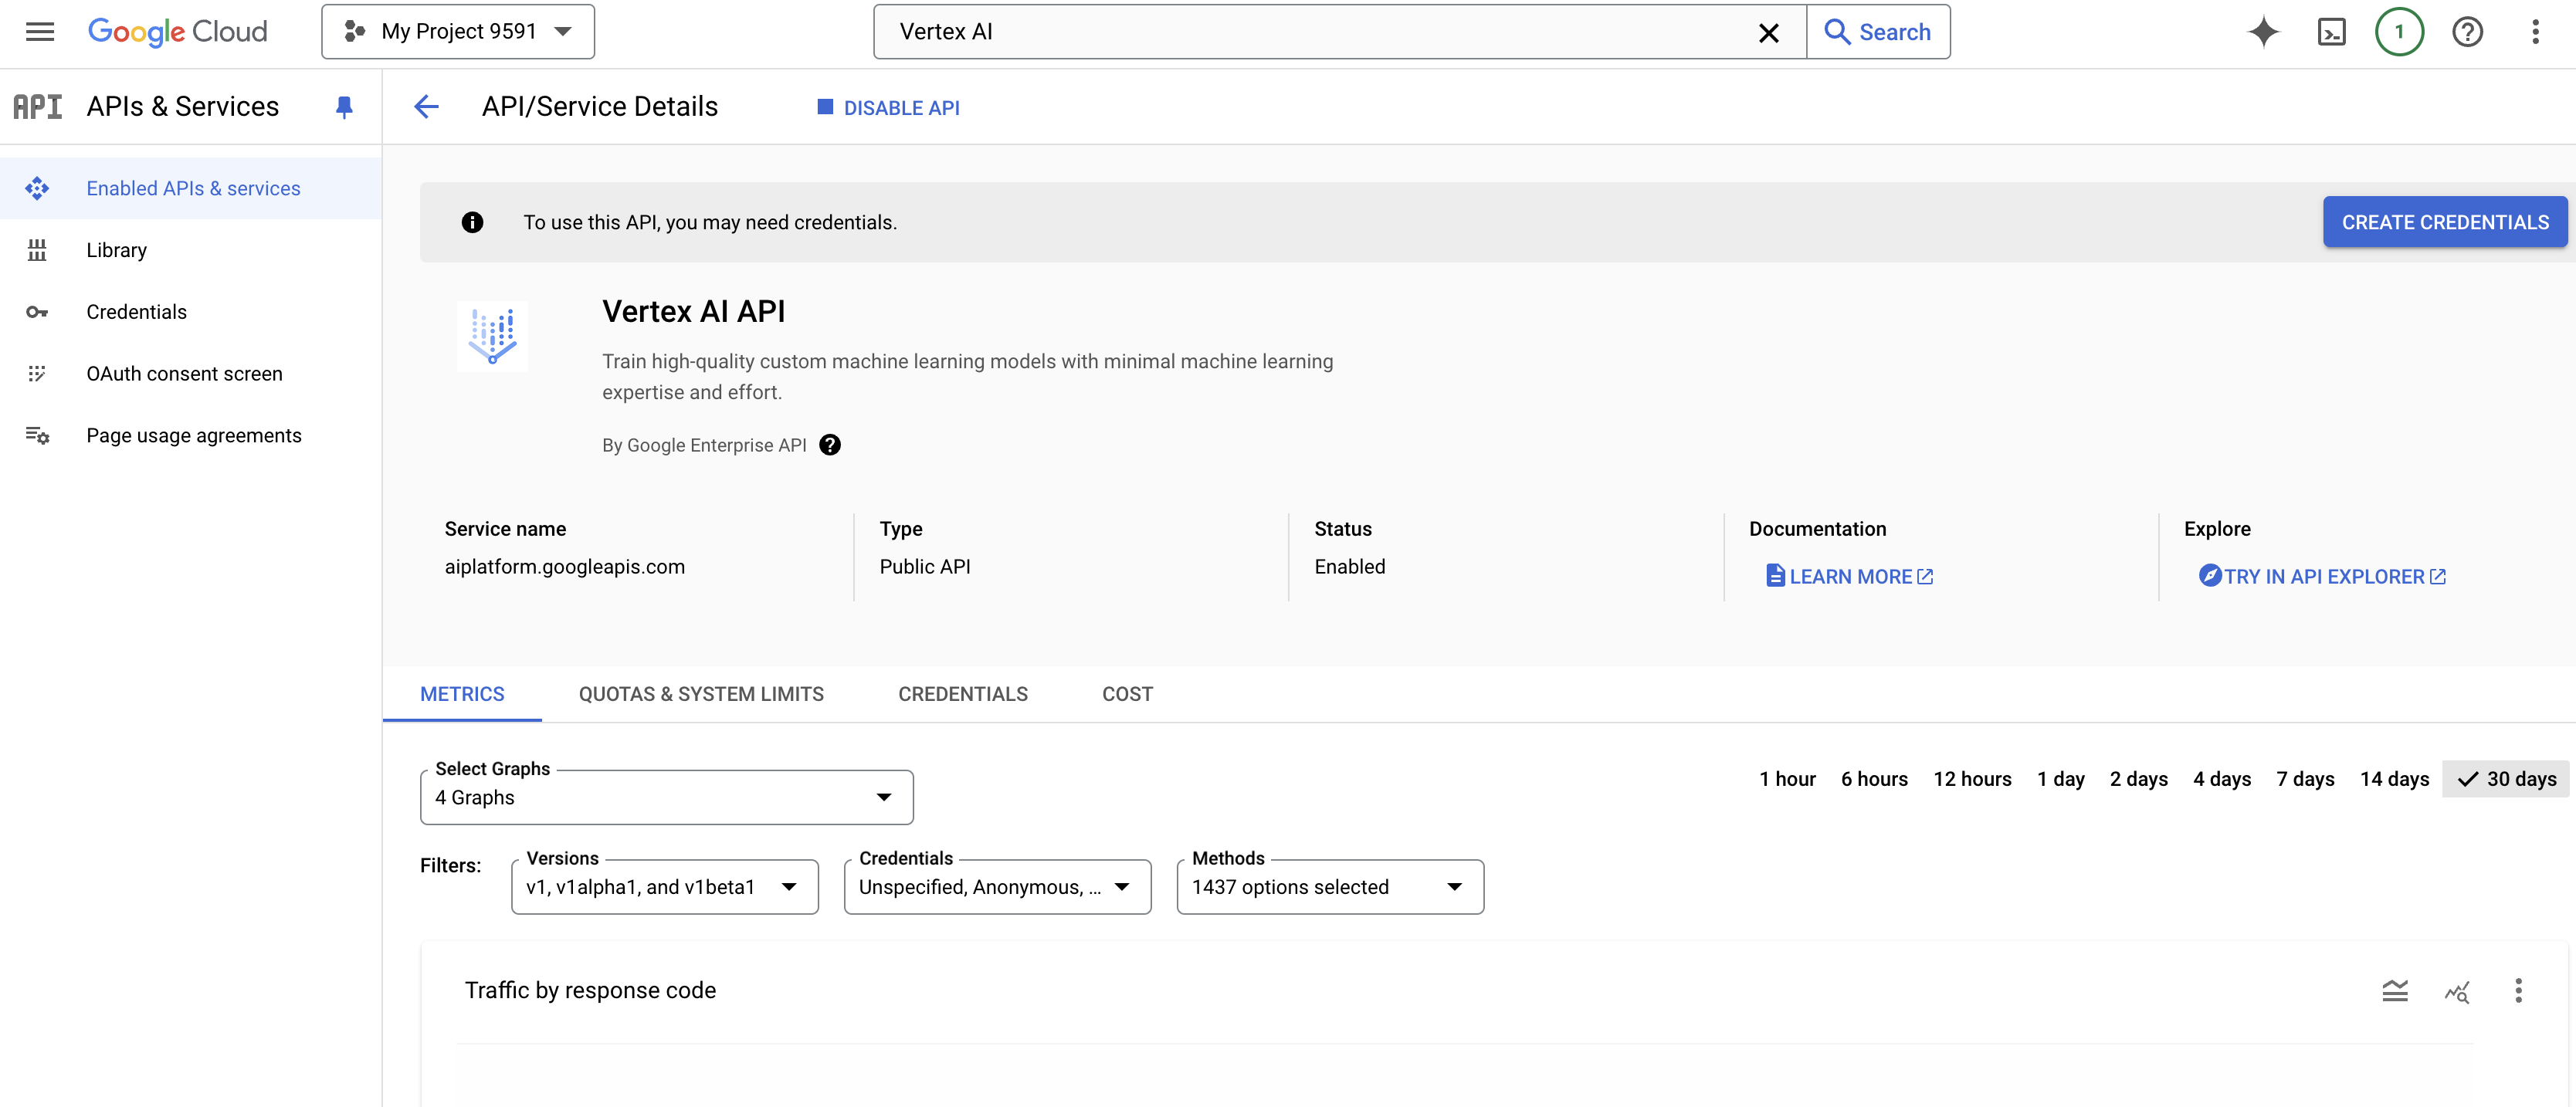 Google Cloud
My Project 9591
Vertex AI
Search
1
API
APIs & Services
API/Service Details
DISABLE API
Enabled APIs & services
Library
Credentials
OAuth consent screen
Page usage agreements
To use this API, you may need credentials.
CREATE CREDENTIALS
Vertex AI API
Train high-quality custom machine learning models with minimal machine learning
expertise and effort.
By Google Enterprise API
Service name
aiplatform.googleapis.com
Type
Public API
Status
Enabled
Documentation
LEARN MORE
Explore
TRY IN API EXPLORER
METRICS
QUOTAS & SYSTEM LIMITS
CREDENTIALS
COST
Select Graphs
4 Graphs
1 hour
6 hours
12 hours
1 day
2 days
4 days
7 days
14 days
30 days
Filters:
Versions
v1, v1alpha1, and v1beta1
Credentials
Unspecified, Anonymous, ...
Methods
1437 options selected
Traffic by response code